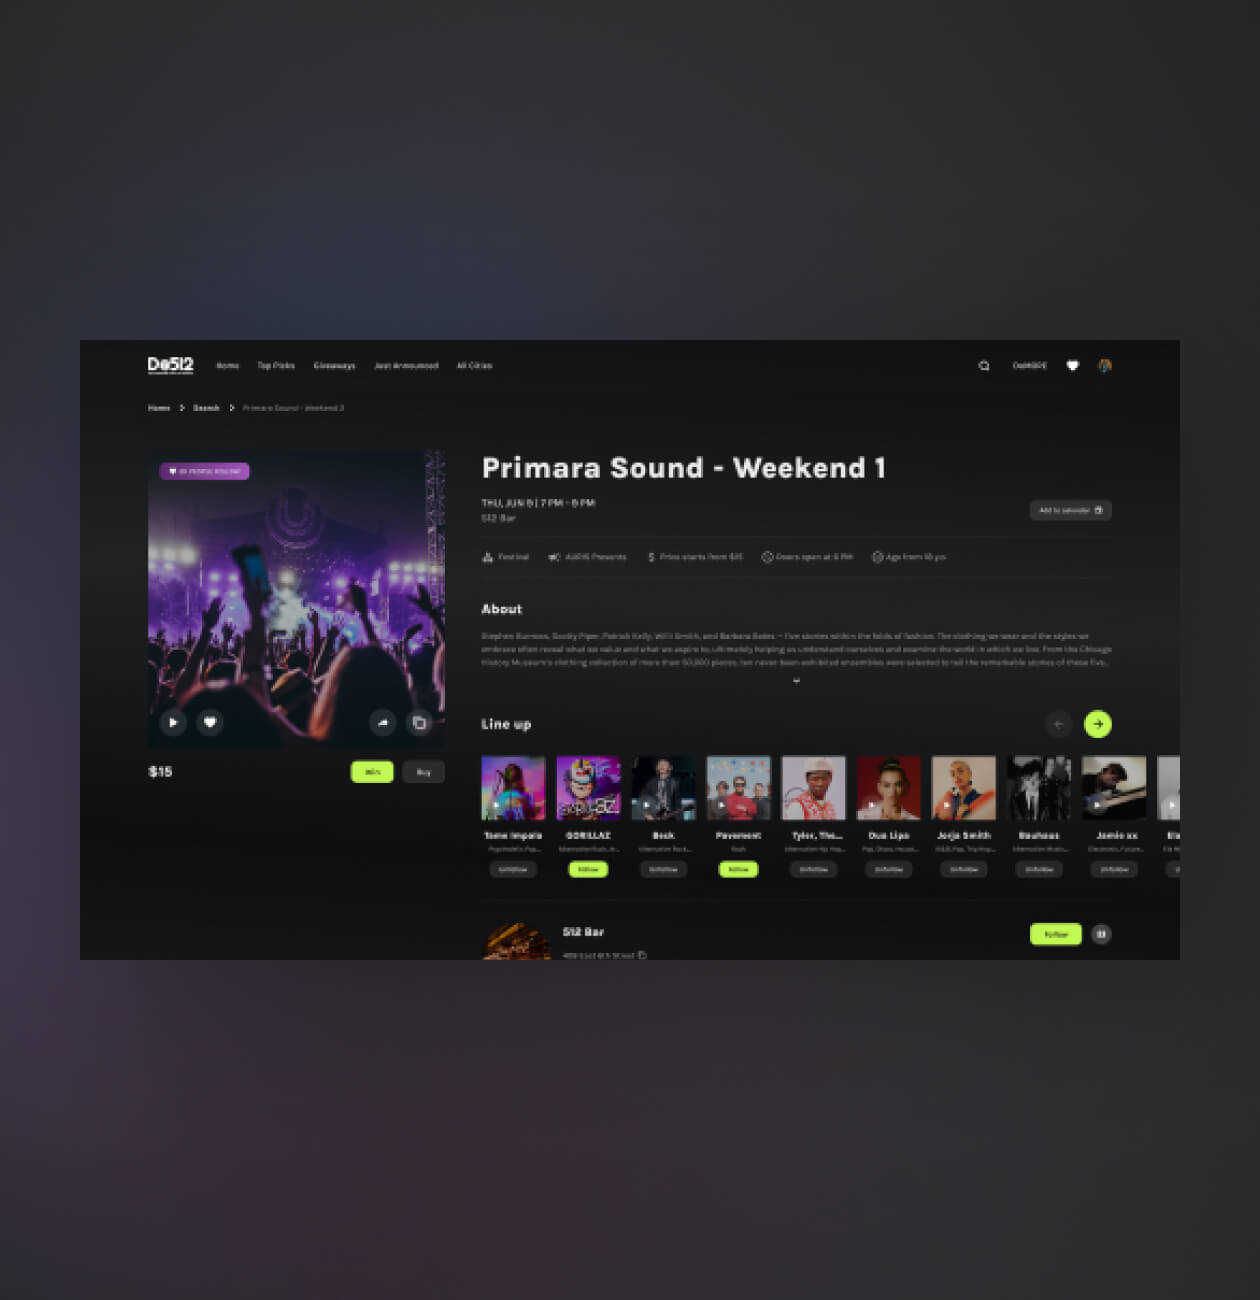 Do512
Home Top Picks Giveaways Just Announced All Cities DoMORE
Home > Search > Primara Sound - Weekend 2
PEOPLE FOLLOW
Primara Sound - Weekend 1
THU, JUN 9 | 7 PM - 9 PM
512 Bar
Add to calendar
Festival Presents Price starts from $15 Doors open at 6 PM Age from 18 yo.
About
Stephen Burrows, Scotty Piper, Patrick Kelly, Willi Smith, and Barbara Bates — five stories within the folds of fashion. The clothing we wear and the styles we
embrace often reveal what we value and what we aspire to, ultimately helping us understand ourselves and examine the world in which we live. From the Chicago
History Museum's clothing collection of more than 50,000 pieces, ten never been exhibited ensembles were selected to tell the remarkable stories of these five...
Line up
$15 Win Buy
Tame Impala GORILLAZ Beck Pavement Tyler, The... Dua Lipa Jorja Smith Bauhaus Jamie xx
Psychedelic Pop, Alternative Rock, Alternative Rock... Rock Alternative Hip Hop... Pop, Disco, House... R&B, Pop, Trip Hop... Alternative Music... Electronic, Future...
Unfollow Follow Unfollow Follow Unfollow Unfollow Unfollow Unfollow Unfollow
512 Bar
Follow
East 6th Street